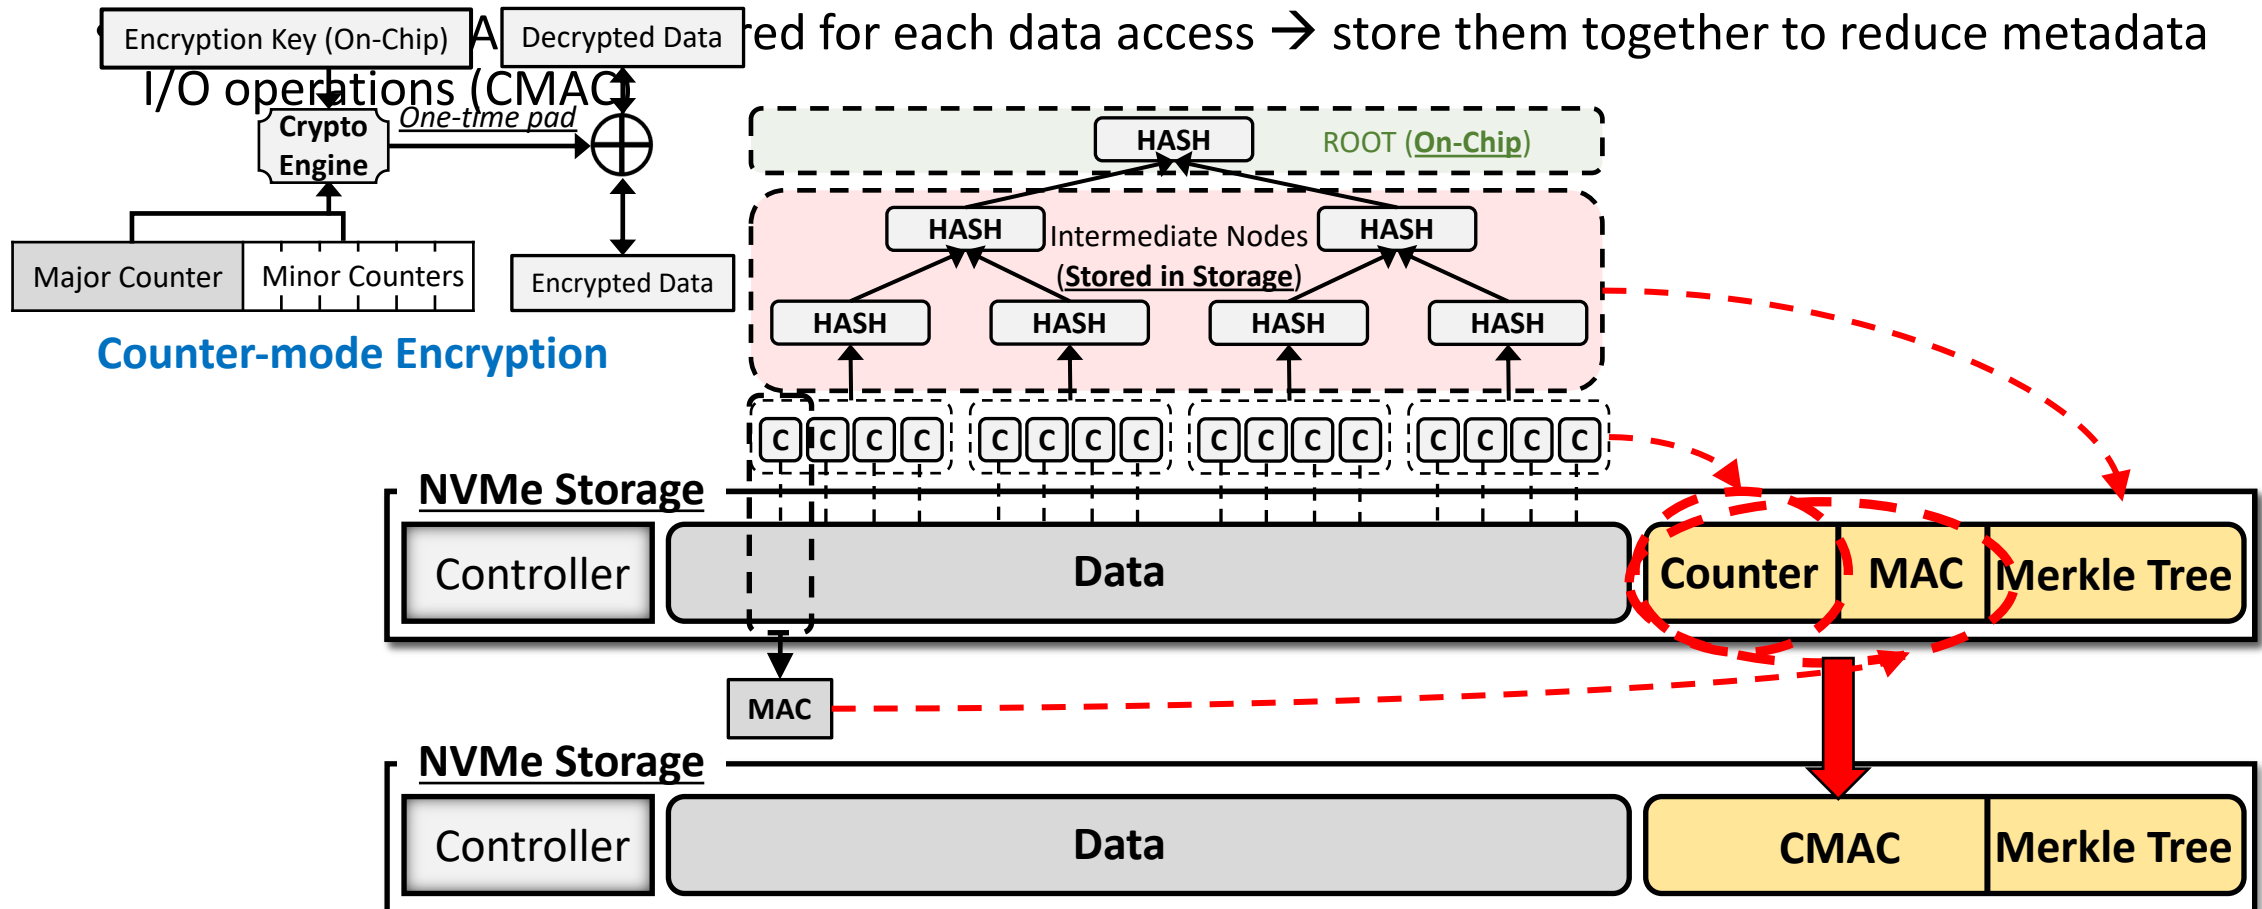 Encryption Key (On-Chip) A Decrypted Data red for each data access → store them together to reduce metadata
I/O operations (CMAC)
One-time pad
Crypto
Engine
Major Counter
Minor Counters
Encrypted Data
Counter-mode Encryption
HASH ROOT (On-Chip)
HASH Intermediate Nodes HASH
(Stored in Storage)
HASH HASH HASH HASH
C C C C C C C C C C C C C C C C
NVMe Storage
Controller Data Counter MAC Merkle Tree
MAC
NVMe Storage
Controller Data CMAC Merkle Tree